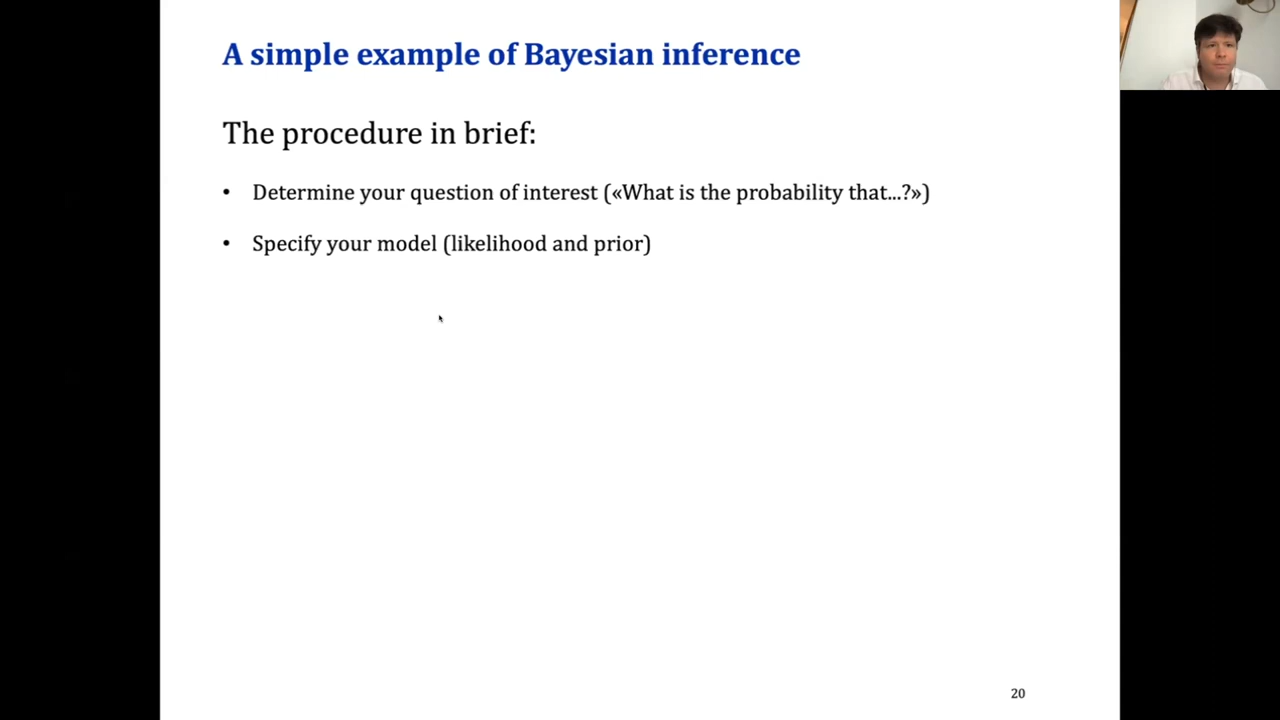 A simple example of Bayesian inference
The procedure in brief:
• Determine your question of interest («What is the probability that...?»)
• Specify your model (likelihood and prior)
20